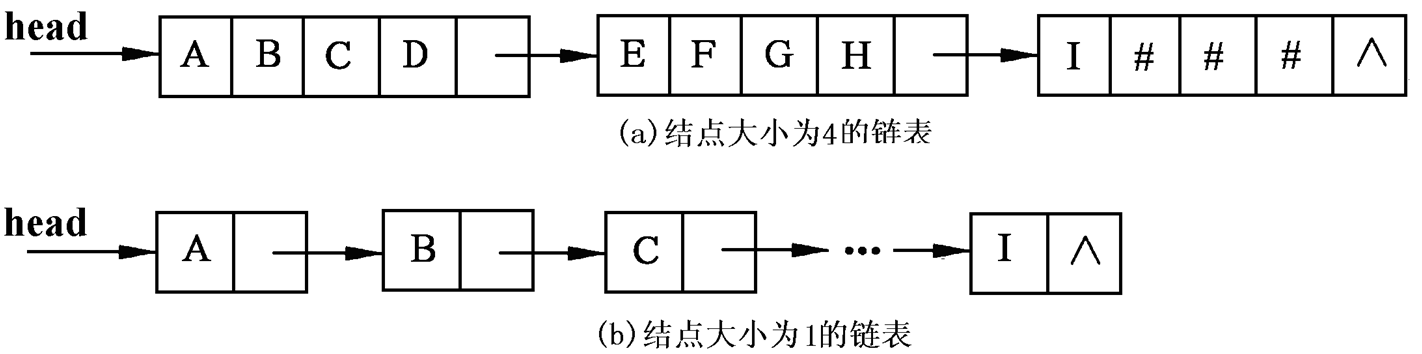 head
A B C D E F G H I # # # ∧
(a)结点大小为4的链表
head
A B C ··· I ∧
(b)结点大小为1的链表